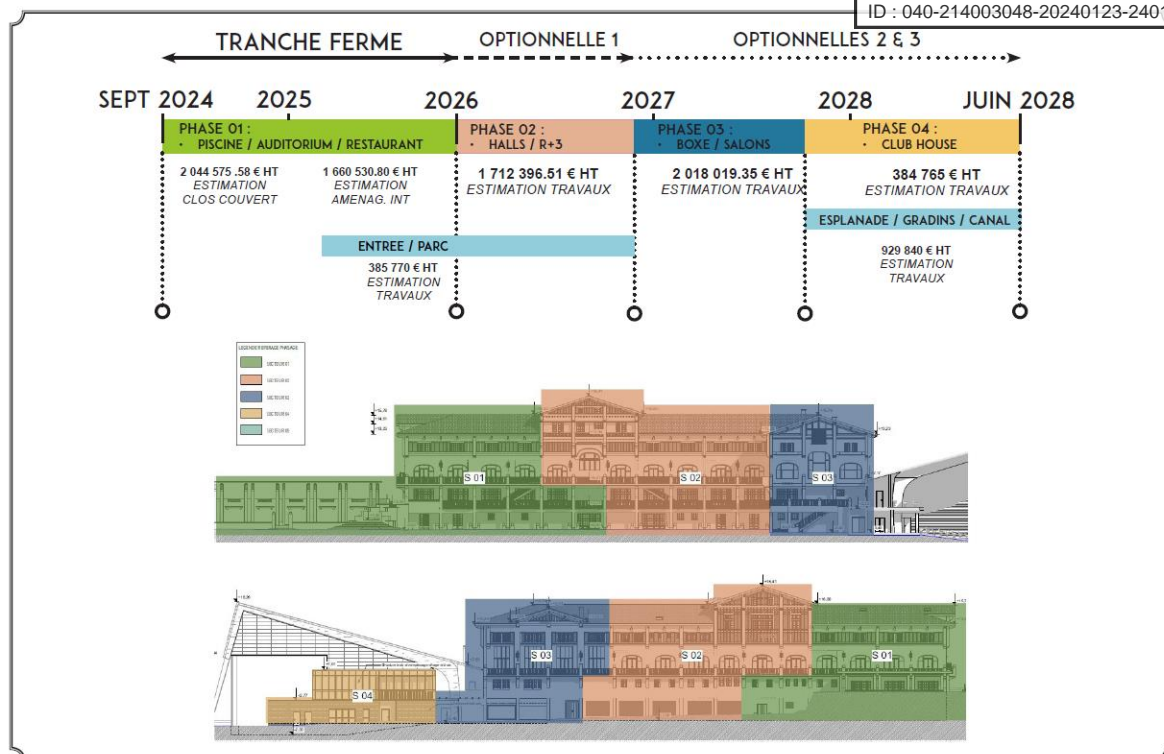 ID : 040-214003048-20240123-2401
TRANCHE FERME
OPTIONNELLE 1
OPTIONNELLES 2 & 3
SEPT 2024
2025
2026
2027
2028
JUIN 2028
PHASE 01 :
• PISCINE / AUDITORIUM / RESTAURANT
PHASE 02 :
• HALLS / R+3
PHASE 03 :
• BOXE / SALONS
PHASE 04 :
• CLUB HOUSE
2 044 575 .58 € HT
ESTIMATION
CLOS COUVERT
1 660 530.80 € HT
ESTIMATION
AMENAG. INT
1 712 396.51 € HT
ESTIMATION TRAVAUX
2 018 019.35 € HT
ESTIMATION TRAVAUX
384 765 € HT
ESTIMATION TRAVAUX
ESPLANADE / GRADINS / CANAL
ENTREE / PARC
385 770 € HT
ESTIMATION
TRAVAUX
929 840 € HT
ESTIMATION
TRAVAUX
S 01
S 02
S 03
S 03
S 02
S 01
S 04